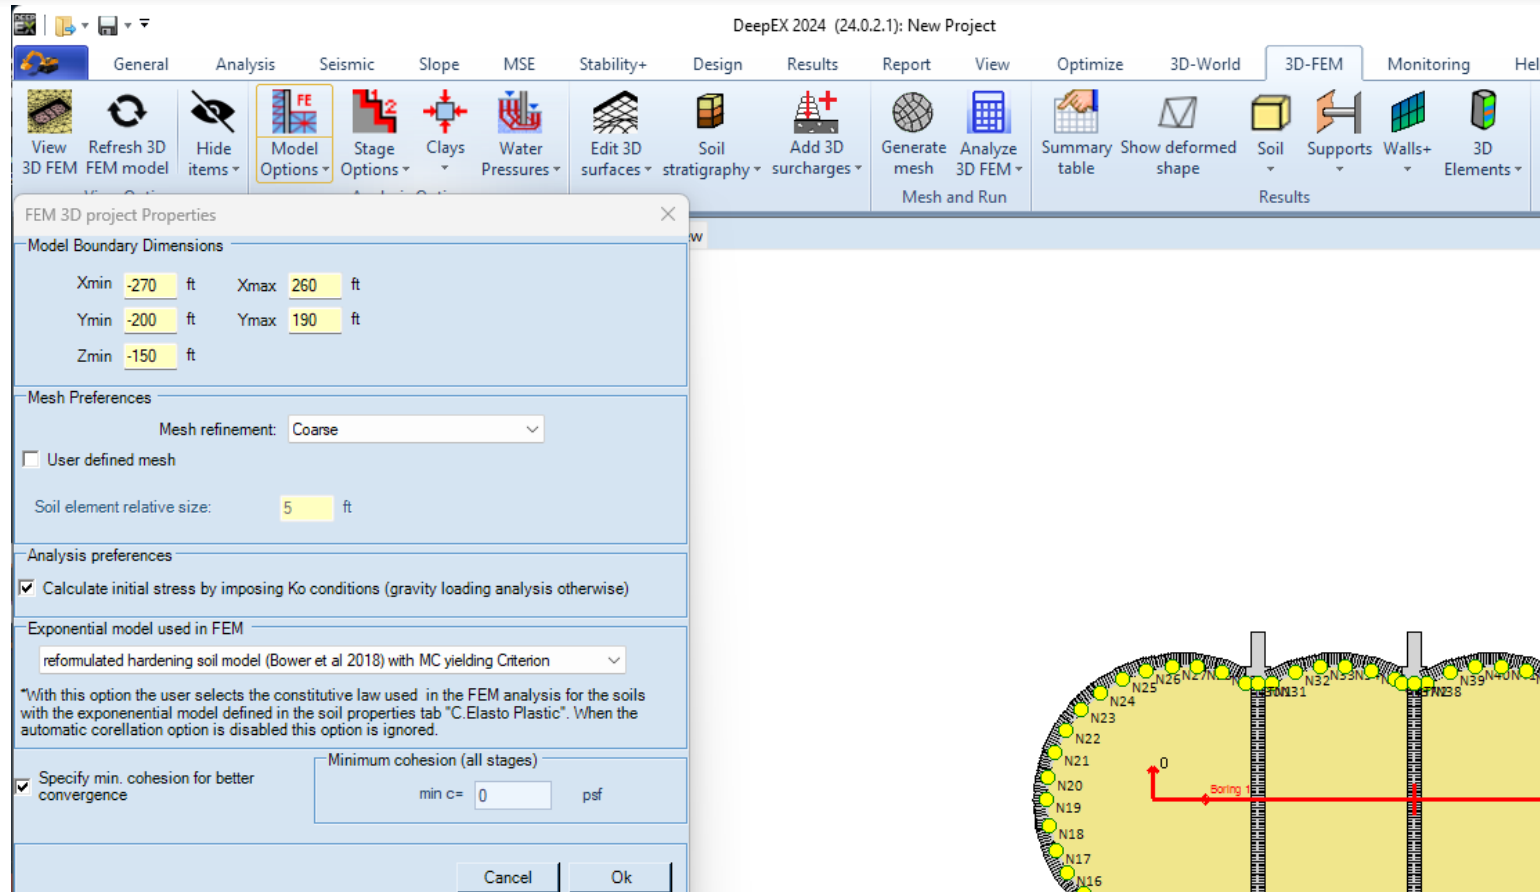 DeepEX 2024 (24.0.2.1): New Project
General Analysis Seismic Slope MSE Stability+ Design Results Report View Optimize 3D-World 3D-FEM Monitoring Hel
View 3D FEM
Refresh 3D FEM model
Hide items
Model Options
Stage Options
Clays
Water Pressures
Edit 3D surfaces
Soil stratigraphy
Add 3D surcharges
Generate mesh
Analyze 3D FEM
Summary table
Show deformed shape
Soil
Supports
Walls+
3D Elements
Mesh and Run
Results
FEM 3D project Properties
ew
Model Boundary Dimensions
Xmin -270 ft Xmax 260 ft
Ymin -200 ft Ymax 190 ft
Zmin -150 ft
Mesh Preferences
Mesh refinement: Coarse
User defined mesh
Soil element relative size: 5 ft
Analysis preferences
Calculate initial stress by imposing Ko conditions (gravity loading analysis otherwise)
Exponential model used in FEM
reformulated hardening soil model (Bower et al 2018) with MC yielding Criterion
*With this option the user selects the constitutive law used in the FEM analysis for the soils
with the exponenential model defined in the soil properties tab "C.Elasto Plastic". When the
automatic corellation option is disabled this option is ignored.
Specify min. cohesion for better
convergence
Minimum cohesion (all stages)
min c= 0 psf
Cancel Ok
N26
N25
N24
N23
N22
N21
N20
N19
N18
N17
N16
N31
N32
N38
N39
0
Boring 1